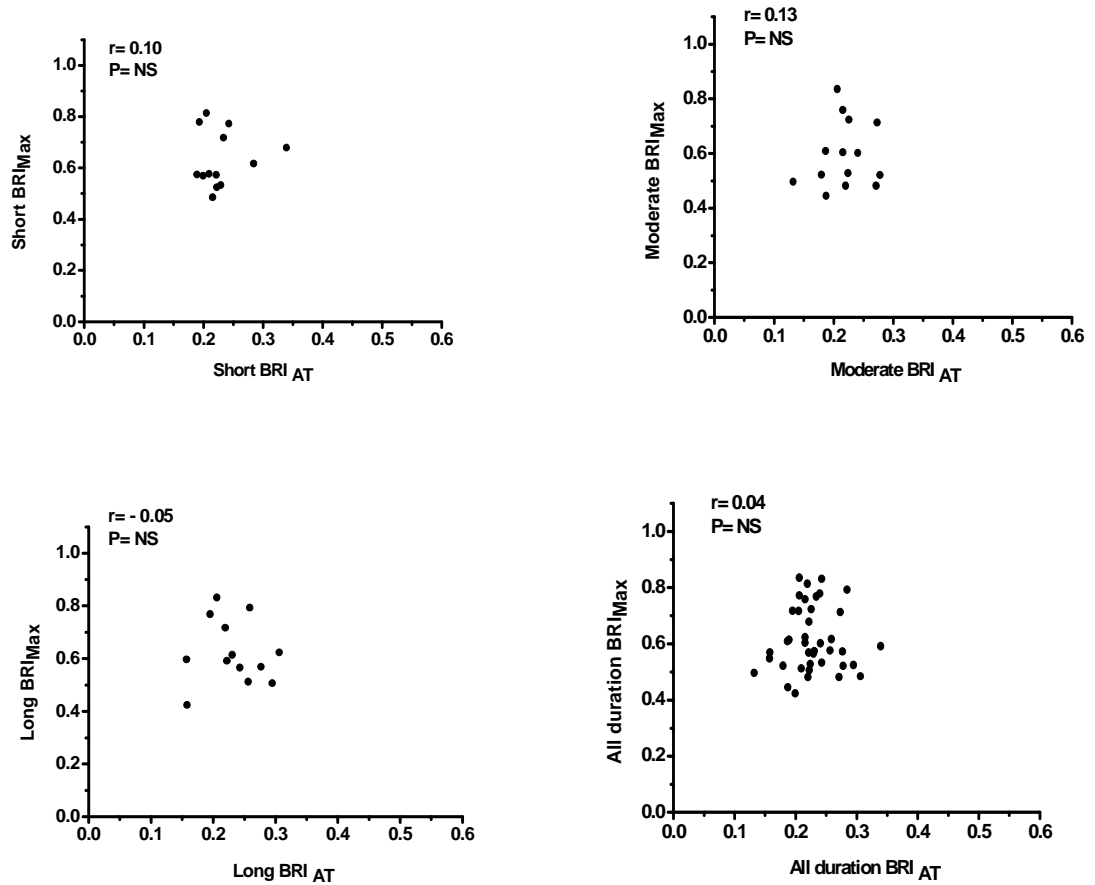 r= 0.10
P= NS
1.0
0.8
0.6
0.4
0.2
0.0
Short BRIMax
0.0 0.1 0.2 0.3 0.4 0.5 0.6
Short BRI AT
r= 0.13
P= NS
1.0
0.8
0.6
0.4
0.2
0.0
Moderate BRIMax
0.0 0.1 0.2 0.3 0.4 0.5 0.6
Moderate BRI AT
r= - 0.05
P= NS
1.0
0.8
0.6
0.4
0.2
0.0
Long BRIMax
0.0 0.1 0.2 0.3 0.4 0.5 0.6
Long BRI AT
r= 0.04
P= NS
1.0
0.8
0.6
0.4
0.2
0.0
All duration BRIMax
0.0 0.1 0.2 0.3 0.4 0.5 0.6
All duration BRI AT